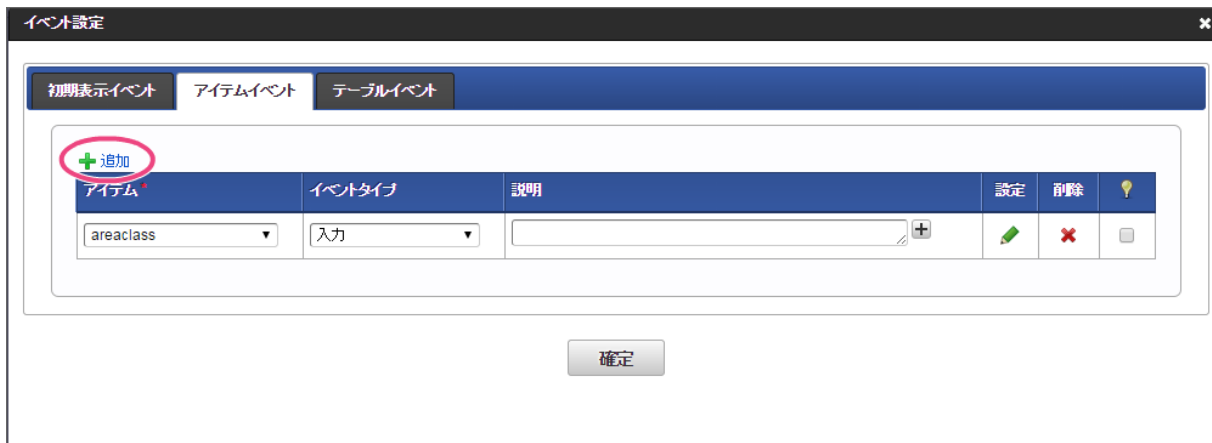 イベント設定
初期表示イベント アイテムイベント テーブルイベント
追加
アイテム* イベントタイプ 説明 設定 削除
areaclass 入力
確定